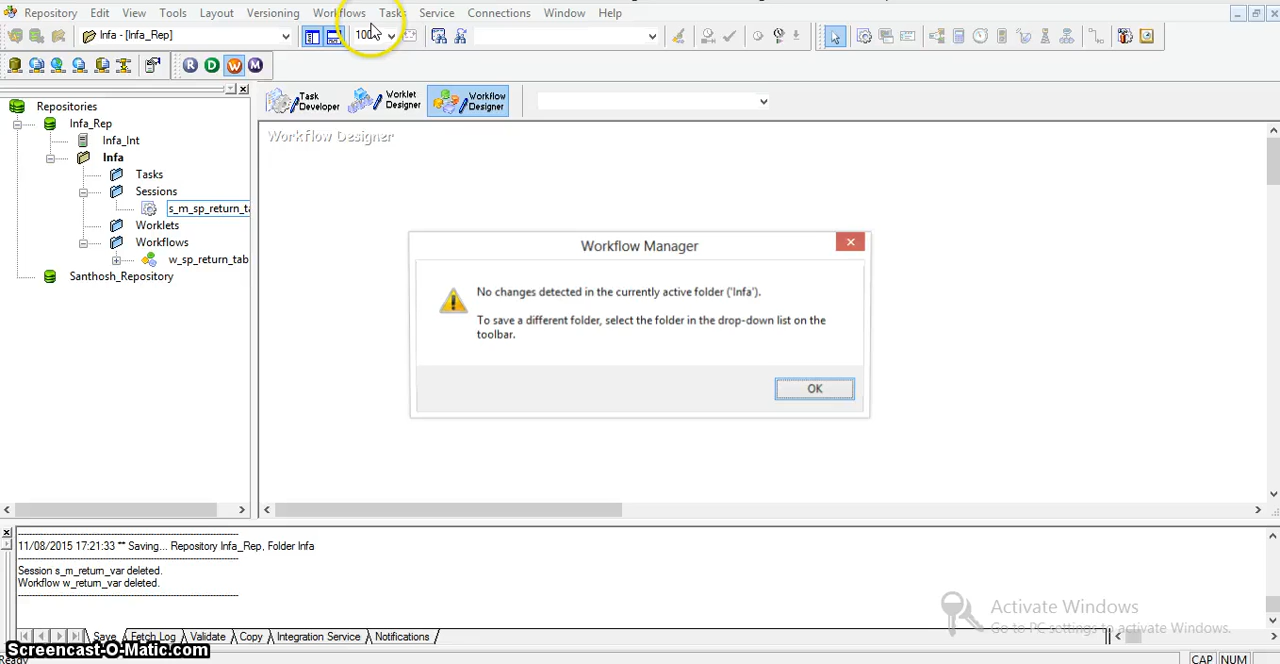 Repository Edit View Tools Layout Versioning Workflows Tasks Service Connections Window Help
Infa - [Infa_Rep]
100
R D W M
Repositories
Infa_Rep
Infa_Int
Infa
Tasks
Sessions
s_m_sp_return_ta
Worklets
Workflows
w_sp_return_tab
Santhosh_Repository
Task Developer
Worklet Designer
Workflow Designer
Workflow Designer
Workflow Manager
No changes detected in the currently active folder ('Infa').
To save a different folder, select the folder in the drop-down list on the
toolbar.
OK
11/08/2015 17:21:33 ** Saving... Repository Infa_Rep, Folder Infa
Session s_m_return_var deleted.
Workflow w_return_var deleted.
Activate Windows
Go to PC settings to activate Windows.
Save Fetch Log Validate Copy Integration Service Notifications
Screencast-O-Matic.com
Ready
CAP NUM